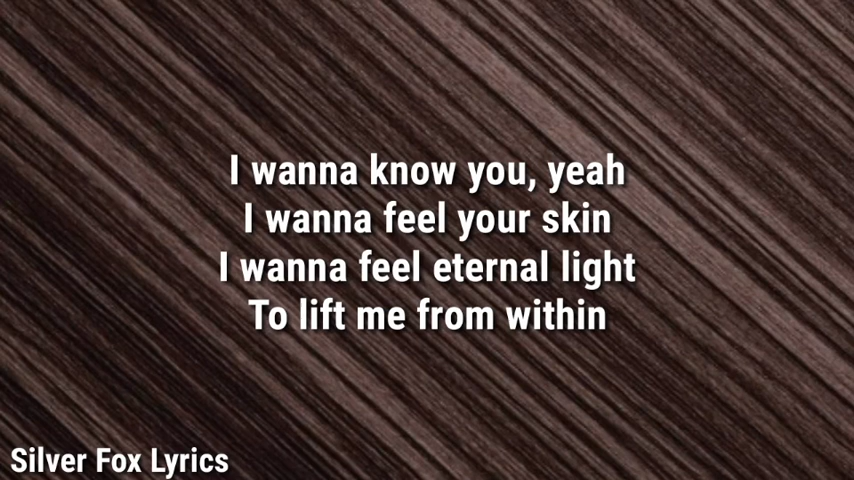 I wanna know you, yeah
I wanna feel your skin
I wanna feel eternal light
To lift me from within
Silver Fox Lyrics